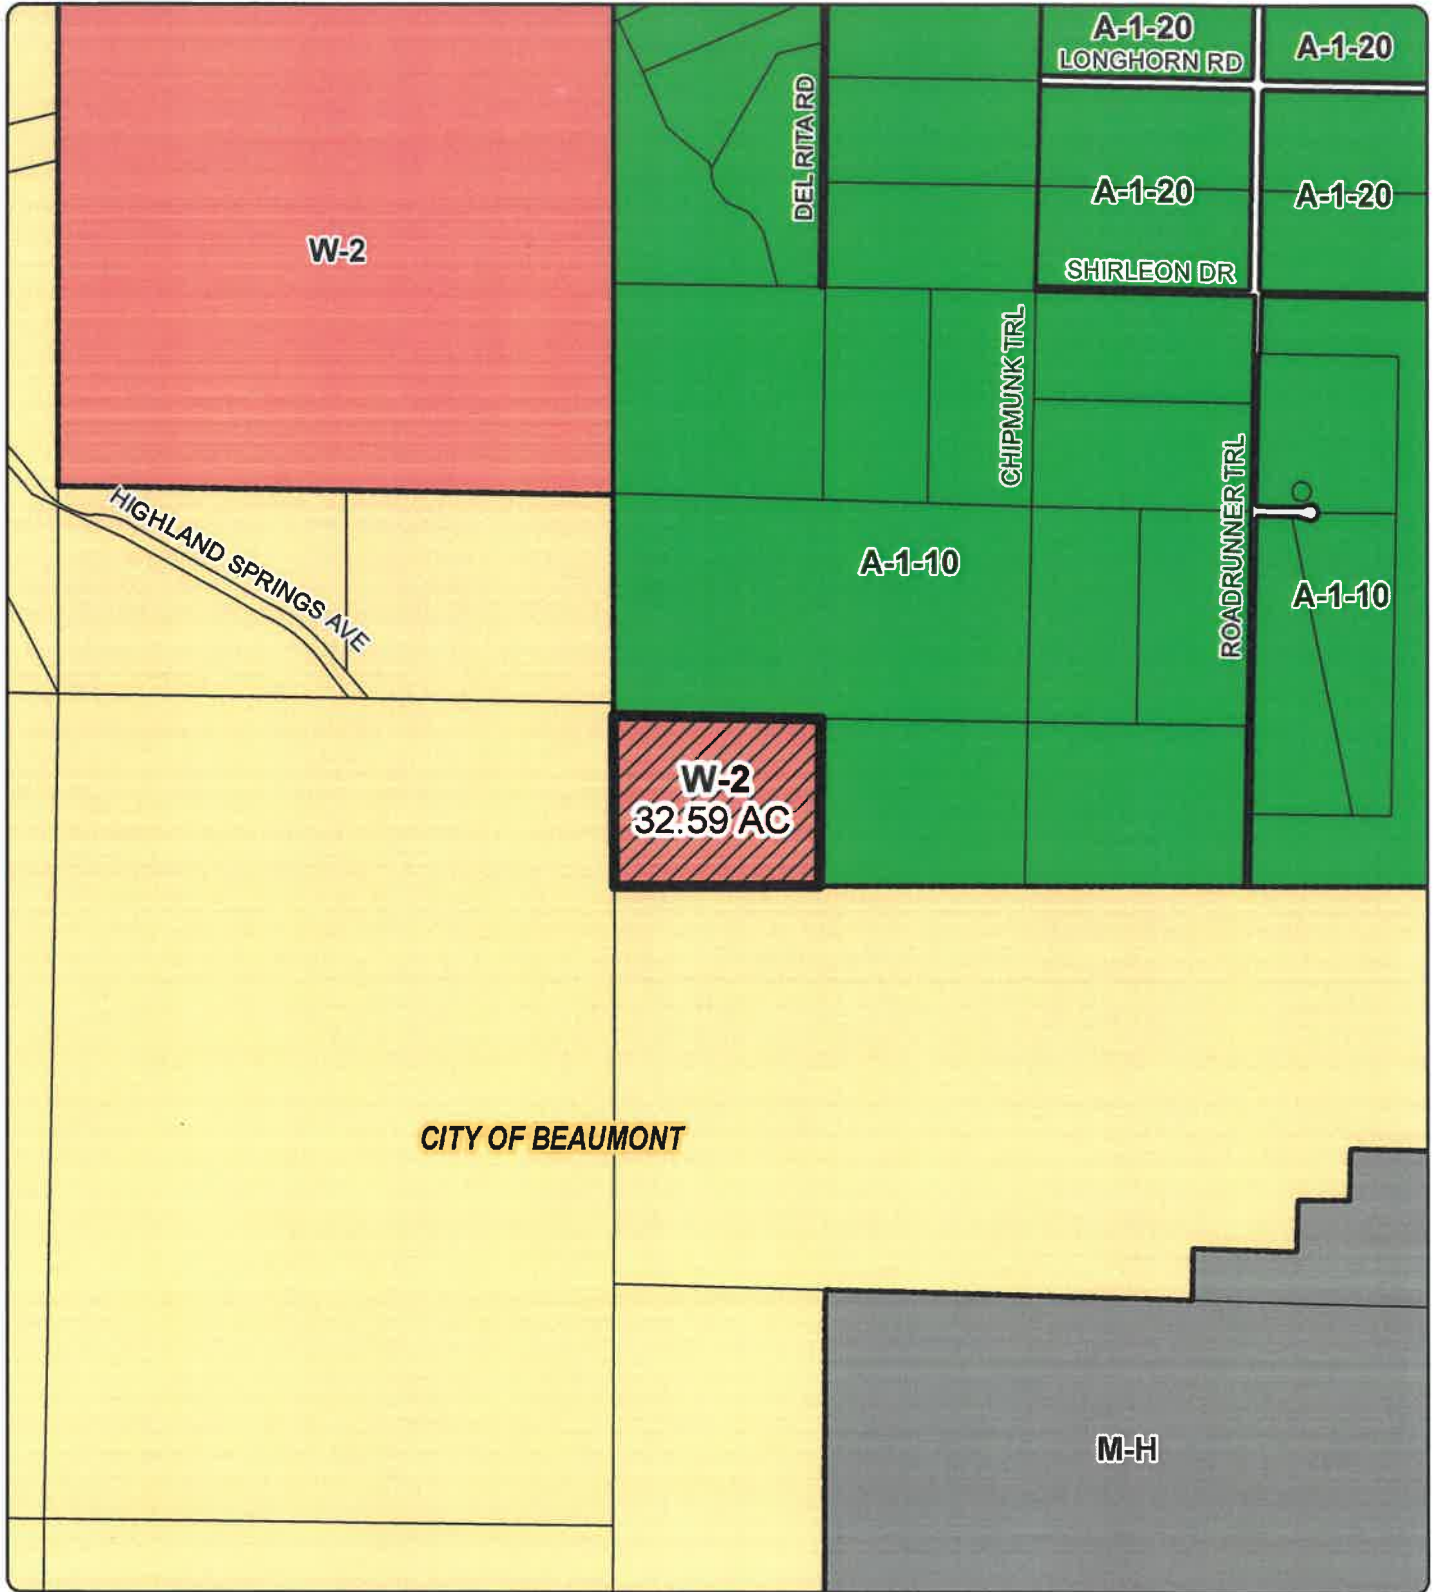 A-1-20
LONGHORN RD
A-1-20
DEL RITA RD
A-1-20
A-1-20
W-2
SHIRLEON DR
CHIPMUNK TRL
ROADRUNNER TRL
HIGHLAND SPRINGS AVE
A-1-10
A-1-10
W-2
32.59 AC
CITY OF BEAUMONT
M-H